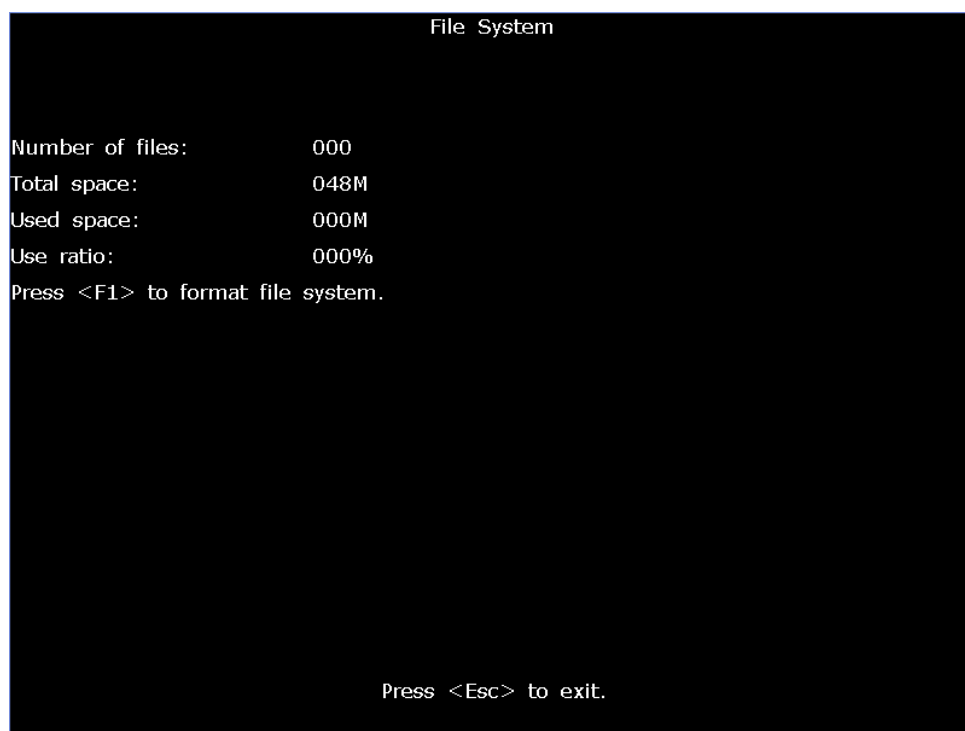 File System
Number of files: 000
Total space: 048M
Used space: 000M
Use ratio: 000%
Press <F1> to format file system.
Press <Esc> to exit.